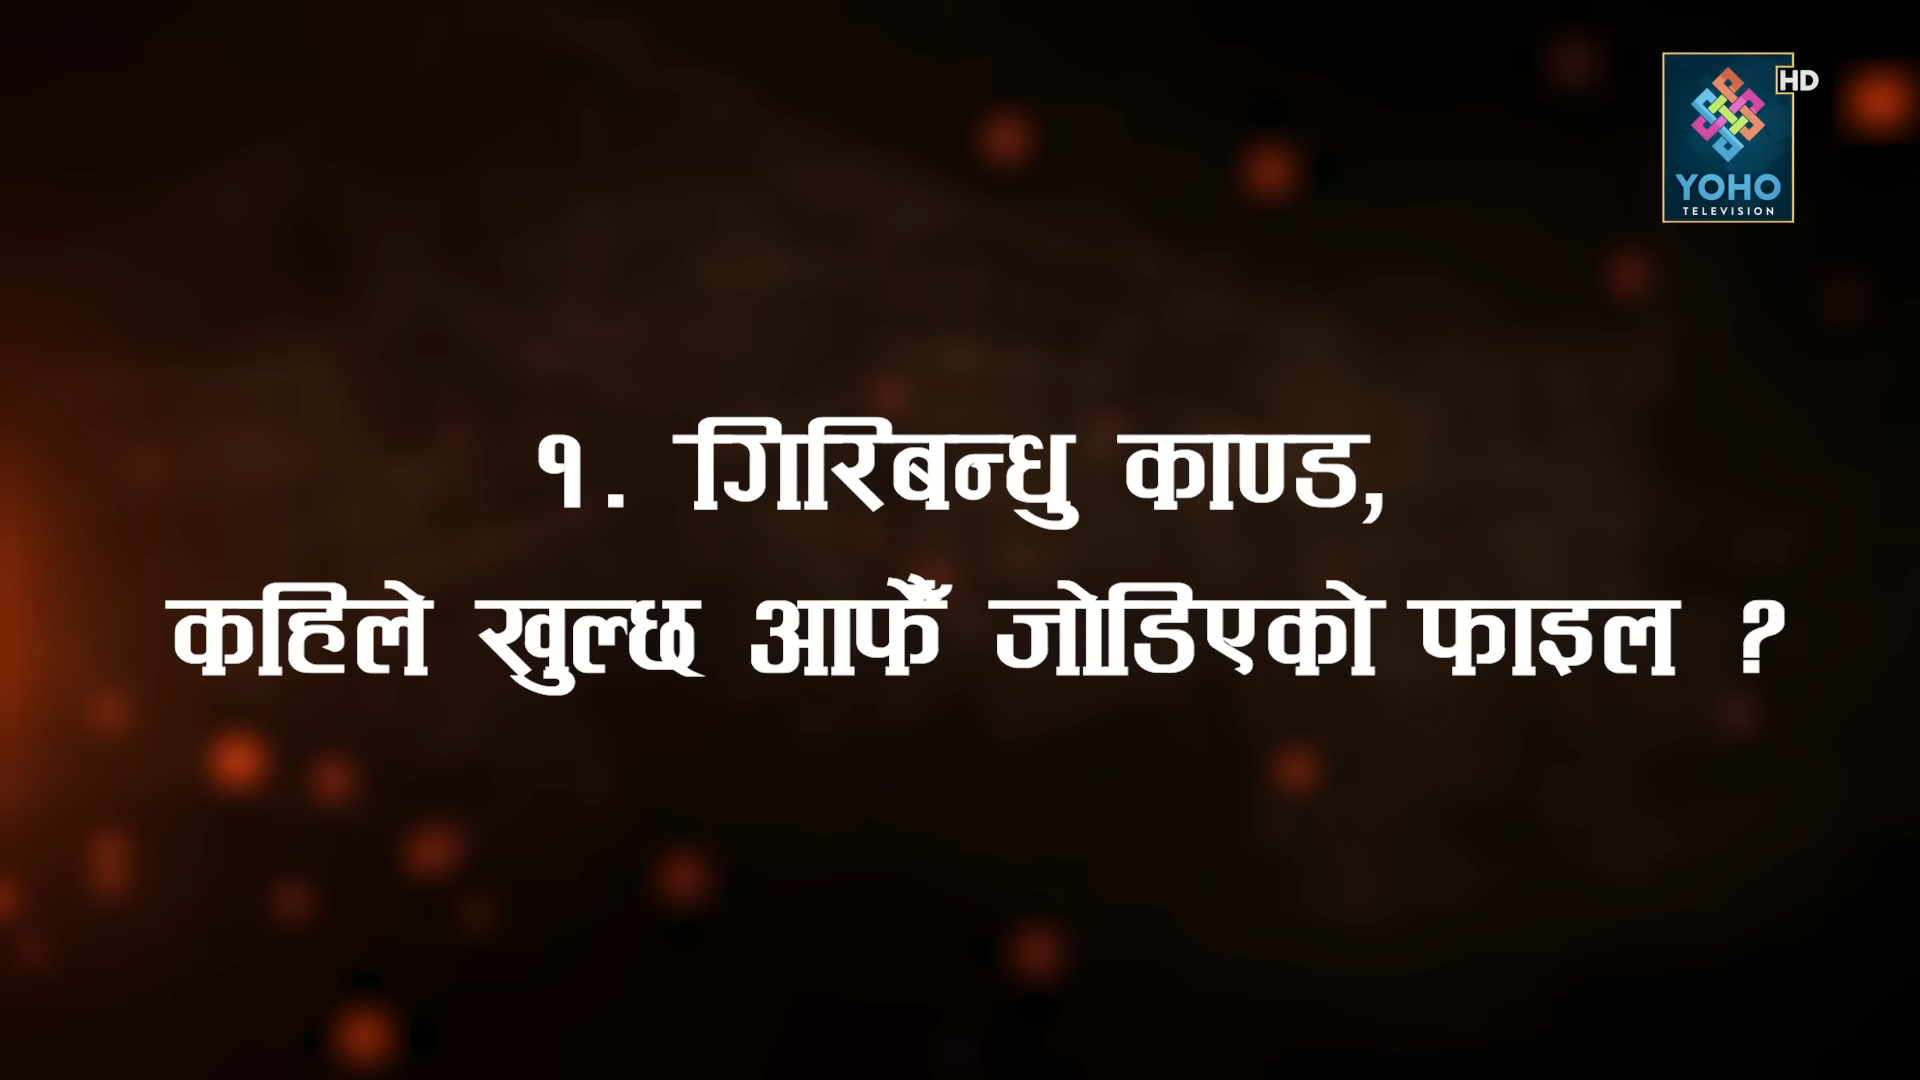 HD
YOHO
TELEVISION
१. गिरिबन्धु काण्ड,
कहिले खुल्छ आफैँ जोडिएको फाइल ?